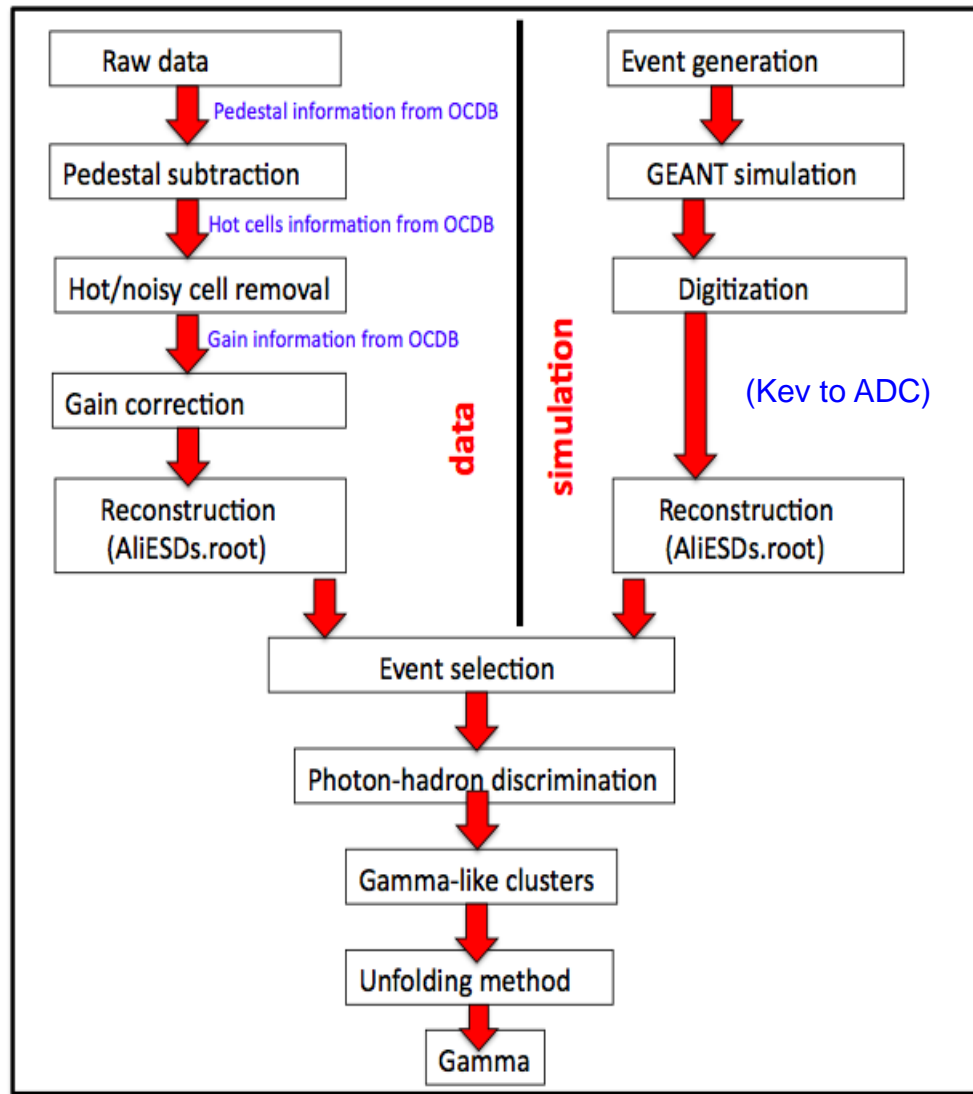 Raw data
Pedestal information from OCDB
Pedestal subtraction
Hot cells information from OCDB
Hot/noisy cell removal
Gain information from OCDB
Gain correction
Reconstruction
(AliESDs.root)
data
simulation
Event generation
GEANT simulation
Digitization
(Kev to ADC)
Reconstruction
(AliESDs.root)
Event selection
Photon-hadron discrimination
Gamma-like clusters
Unfolding method
Gamma